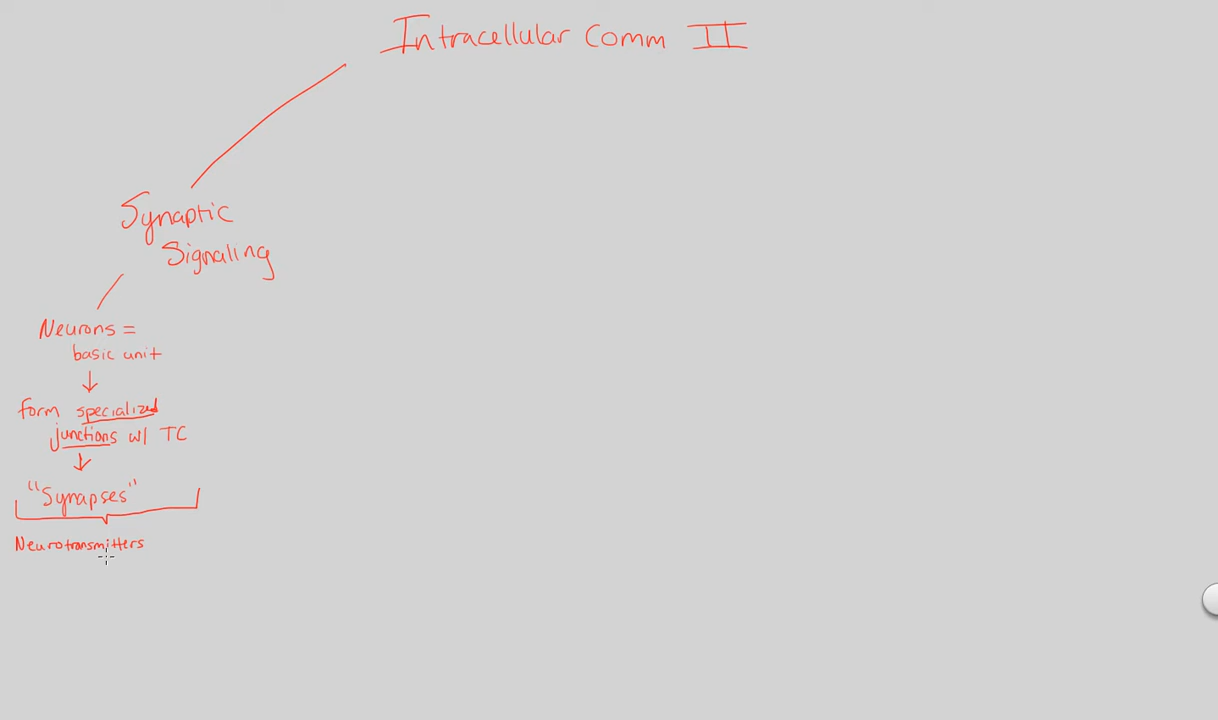 Intracellular Comm II
Synaptic
Signaling
Neurons =
basic unit
form specialized
junctions w/ TC
"Synapses"
Neurotransmitters